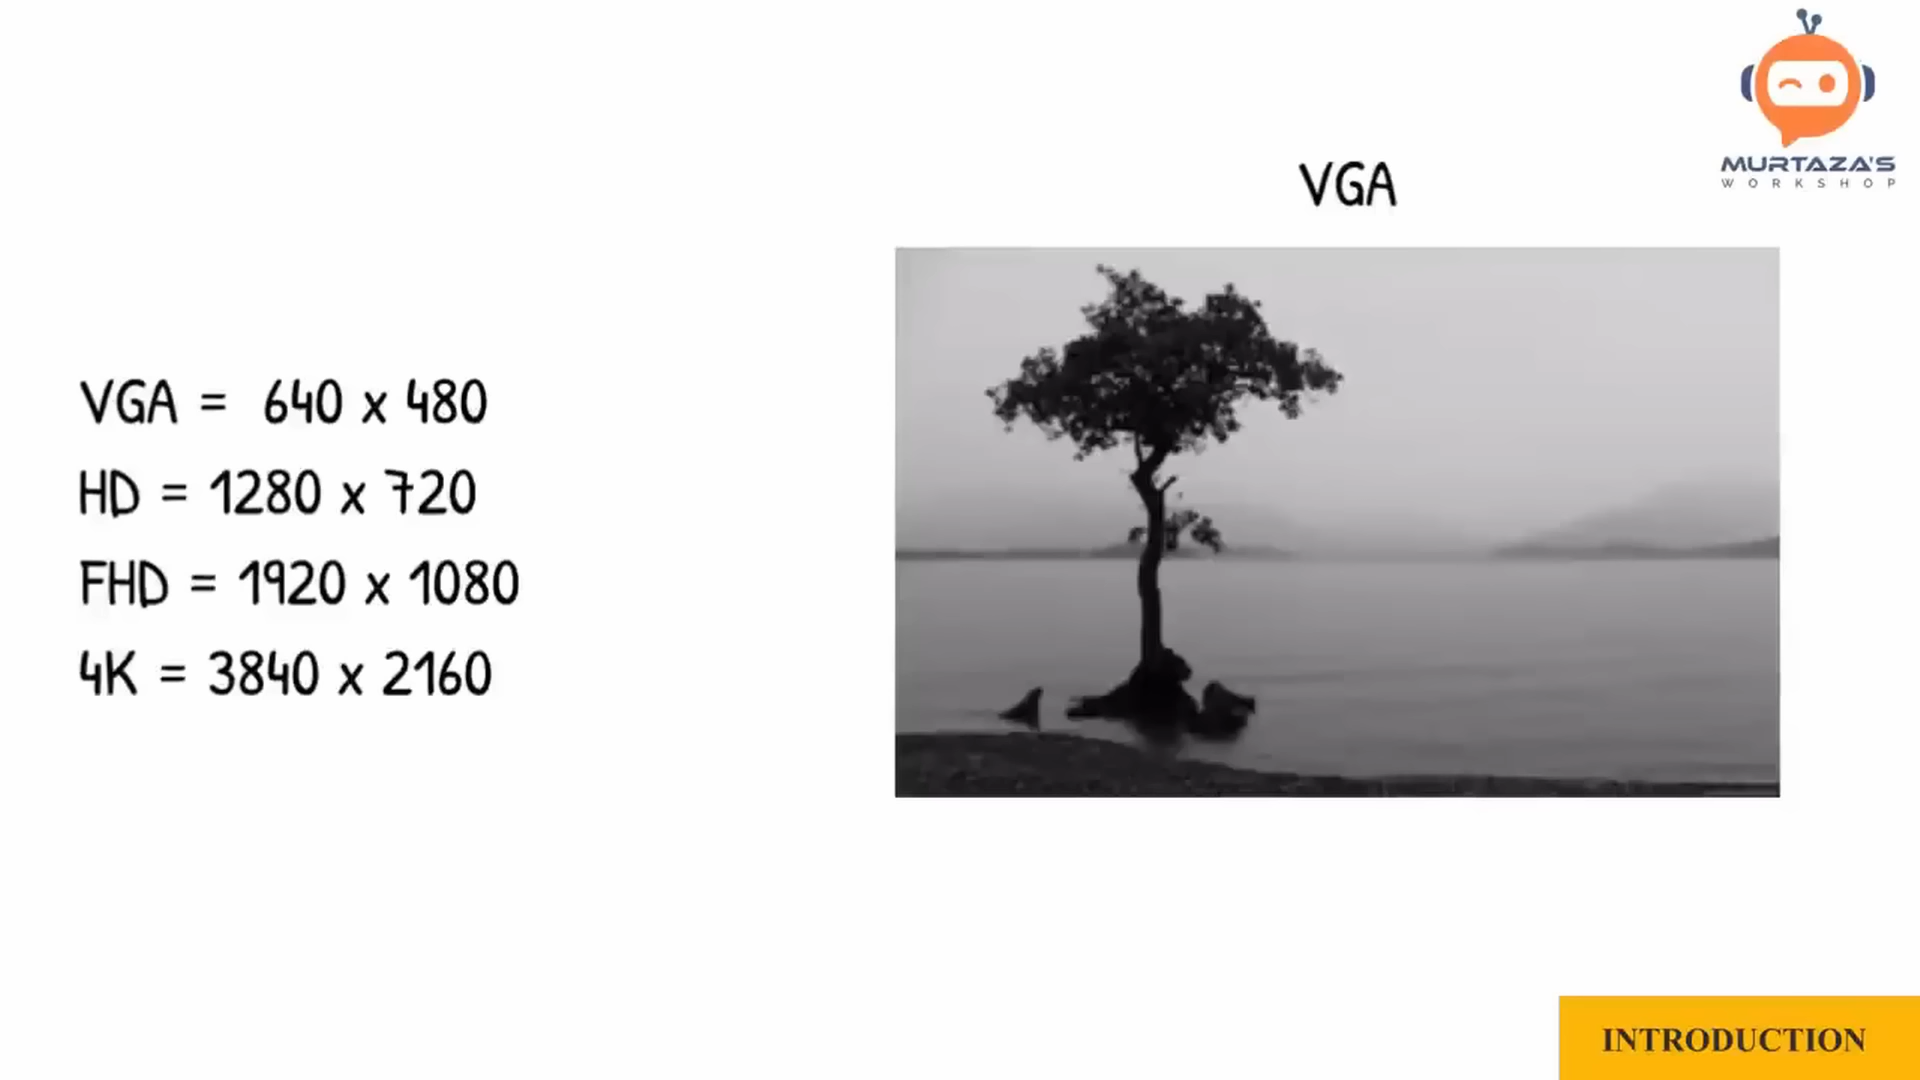 MURTAZA'S
WORKSHOP
VGA
VGA = 640 x 480
HD = 1280 x 720
FHD = 1920 x 1080
4K = 3840 x 2160
INTRODUCTION